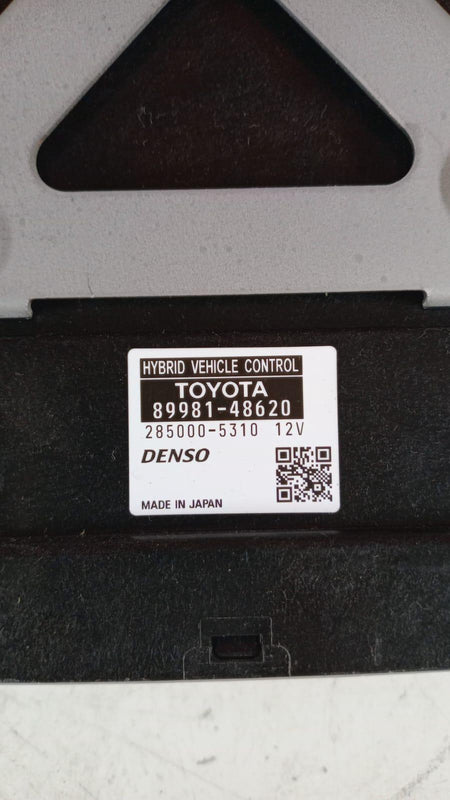 HYBRID VEHICLE CONTROL
TOYOTA
89981-48620
285000-5310 12V
DENSO
MADE IN JAPAN